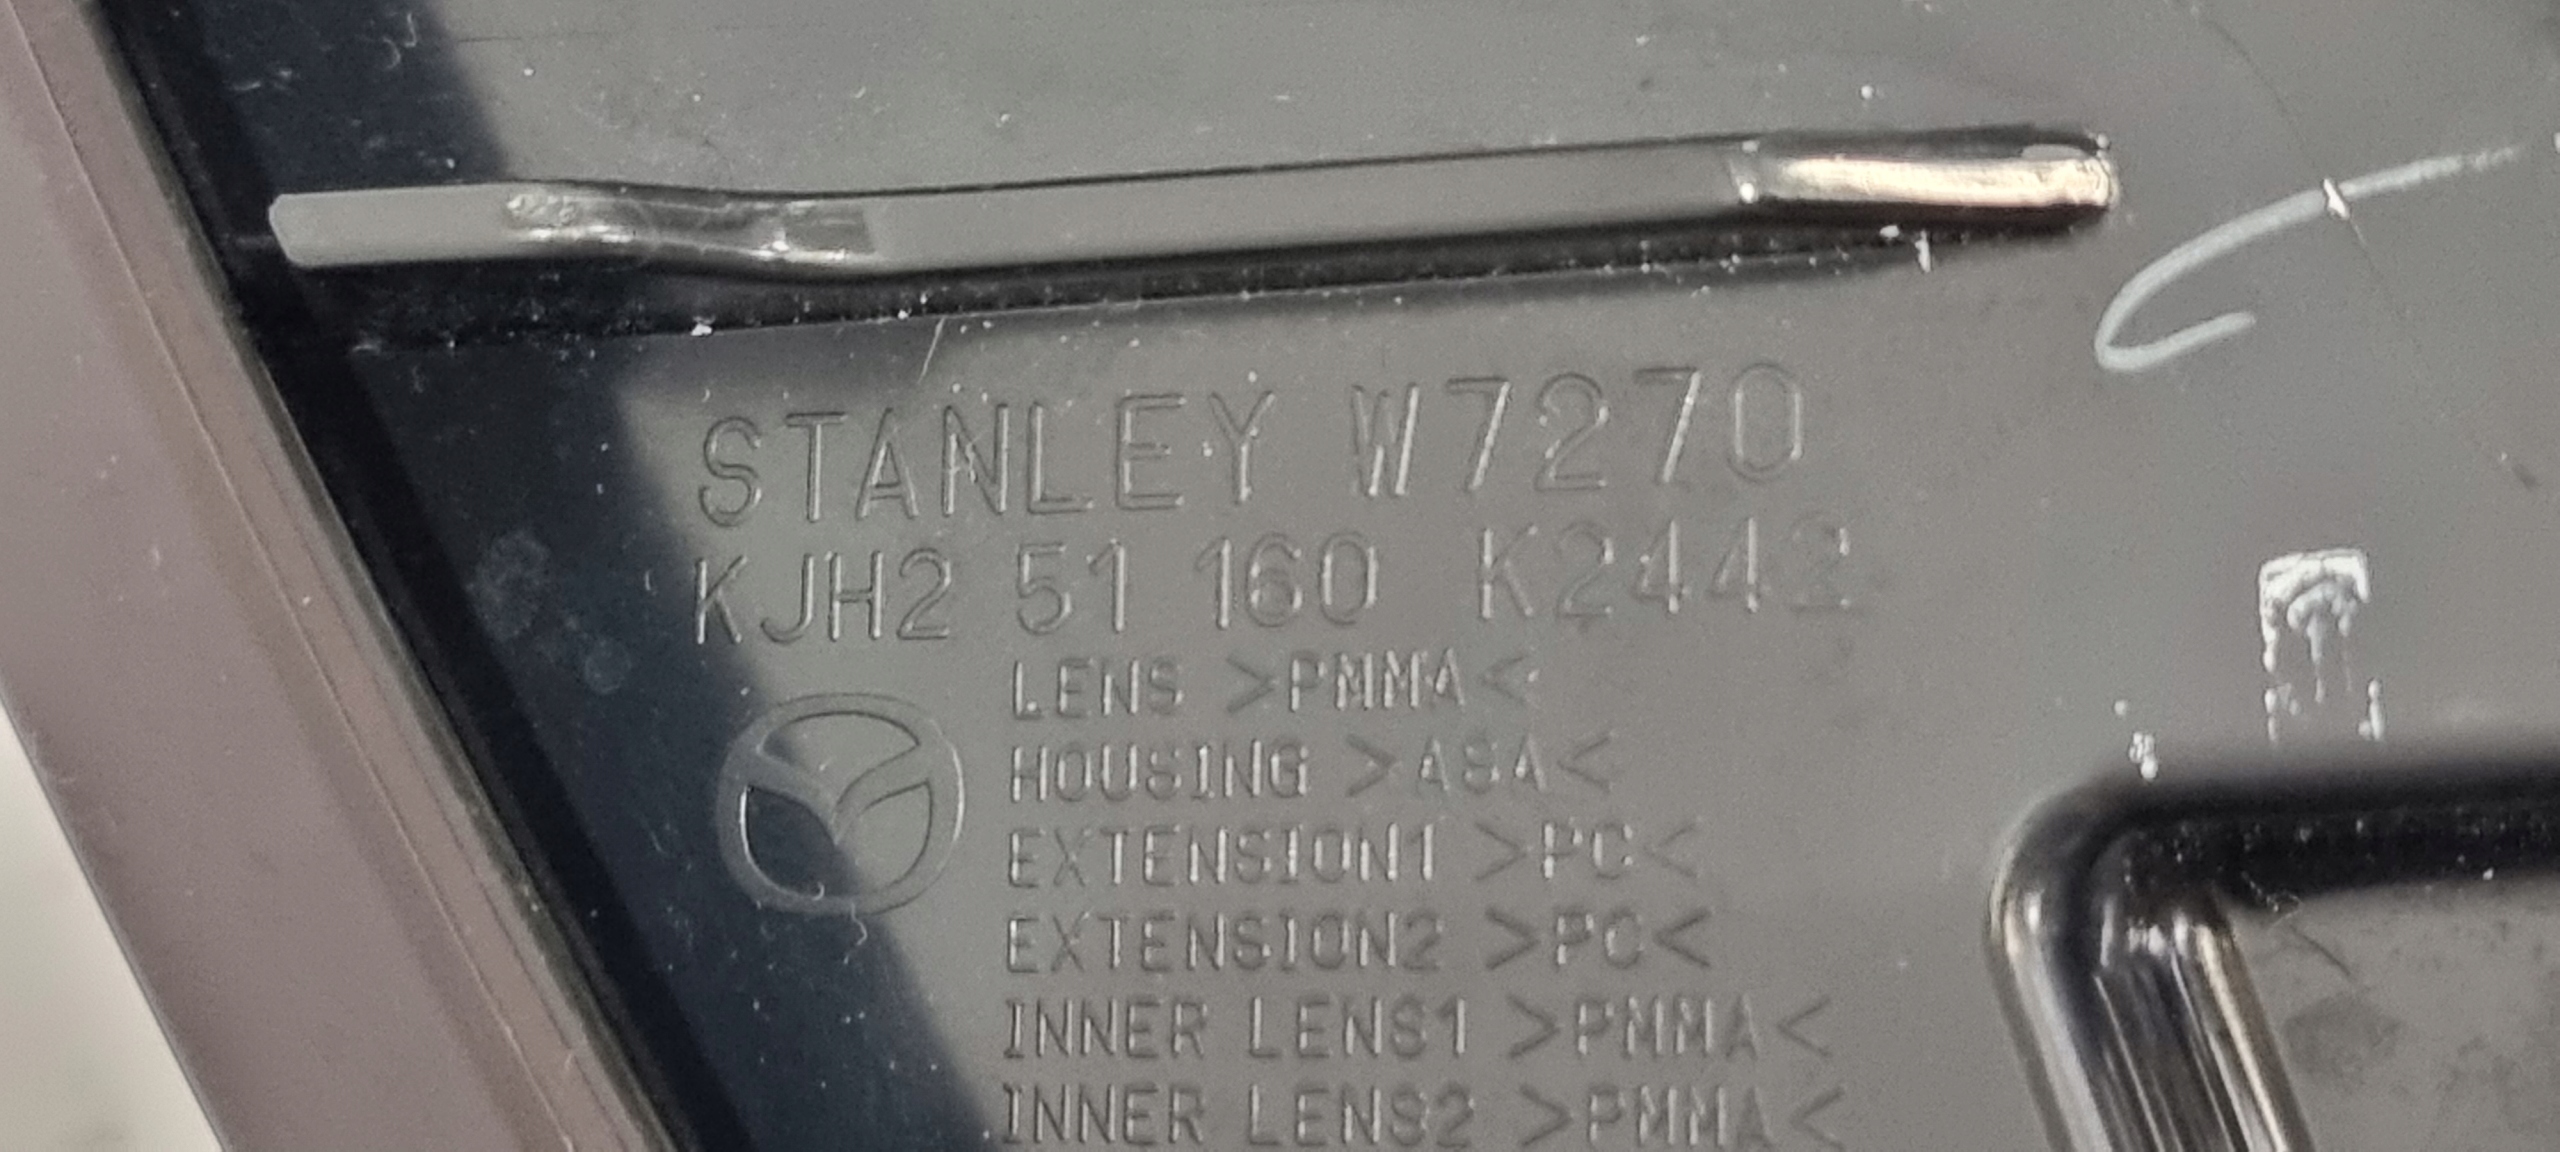 STANLEY W7270
KJH2 51 160 K2442
LENS >PMMA<
HOUSING >ASA<
EXTENSION1 >PC<
EXTENSION2 >PC<
INNER LENS1 >PMMA<
INNER LENS2 >PMMA<